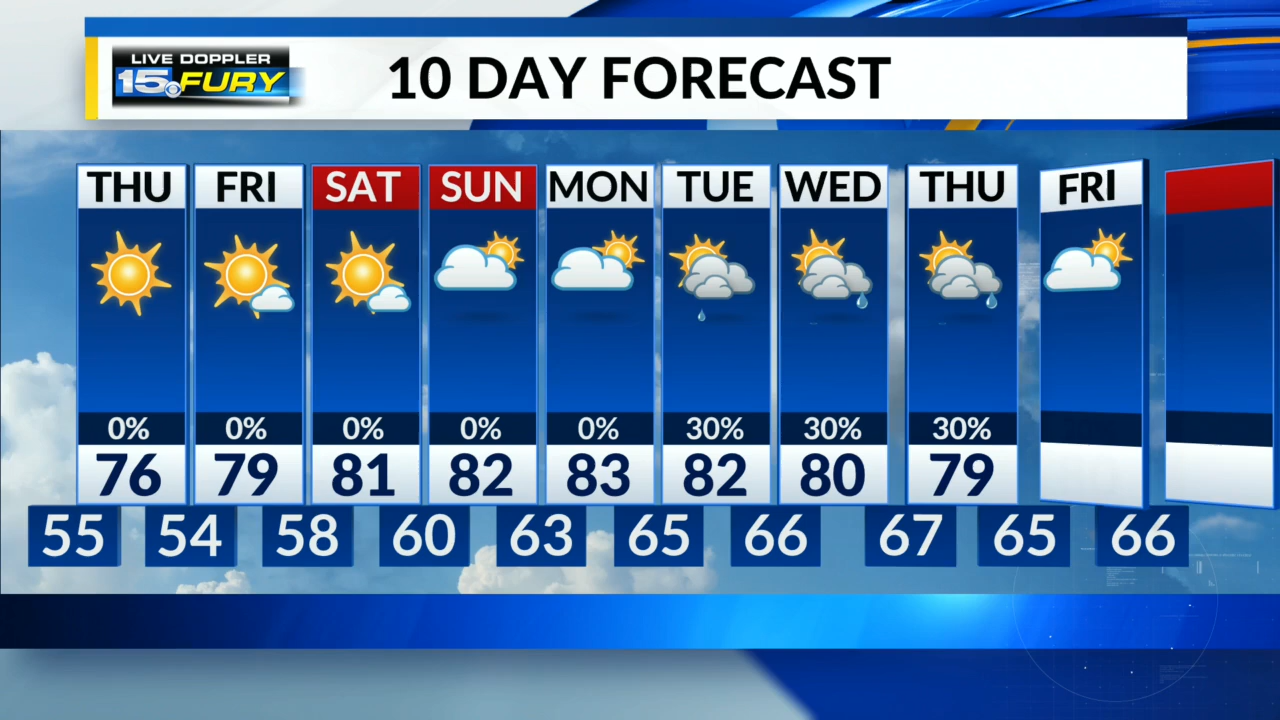 LIVE DOPPLER
15 FURY
10 DAY FORECAST
THU FRI SAT SUN MON TUE WED THU FRI
0% 0% 0% 0% 0% 30% 30% 30%
76 79 81 82 83 82 80 79
55 54 58 60 63 65 66 67 65 66